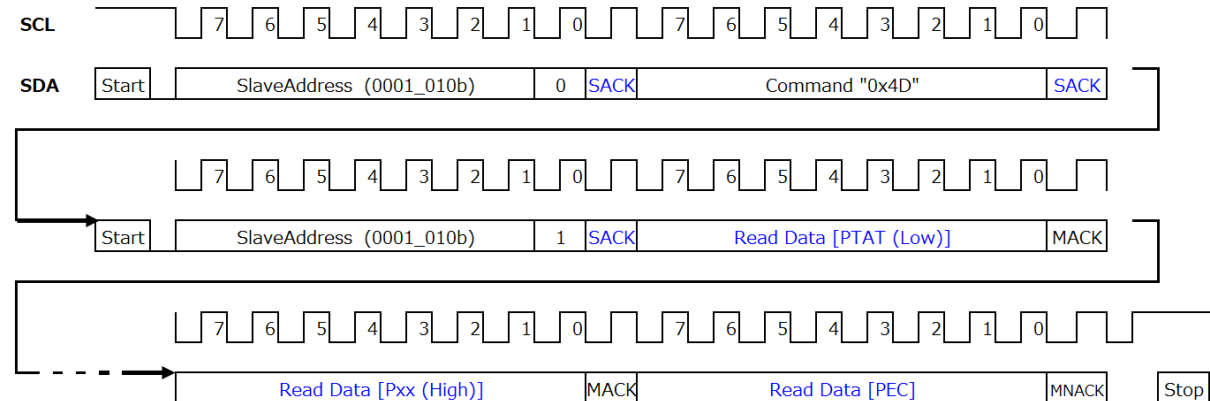 SCL 7 6 5 4 3 2 1 0 7 6 5 4 3 2 1 0
SDA Start SlaveAddress (0001_010b) 0 SACK Command "0x4D" SACK
7 6 5 4 3 2 1 0 7 6 5 4 3 2 1 0
Start SlaveAddress (0001_010b) 1 SACK Read Data [PTAT (Low)] MACK
7 6 5 4 3 2 1 0 7 6 5 4 3 2 1 0
Read Data [Pxx (High)] MACK Read Data [PEC] MNACK Stop